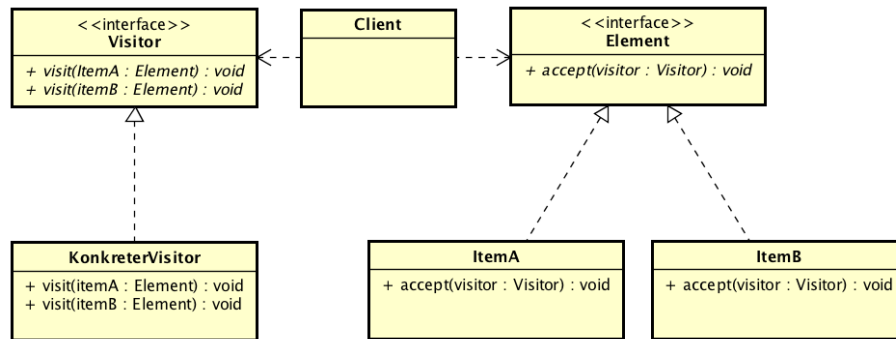 <<interface>>
Visitor
+ visit(ItemA : Element) : void
+ visit(itemB : Element) : void
Client
<<interface>>
Element
+ accept(visitor : Visitor) : void
KonkreterVisitor
+ visit(itemA : Element) : void
+ visit(itemB : Element) : void
ItemA
+ accept(visitor : Visitor) : void
ItemB
+ accept(visitor : Visitor) : void